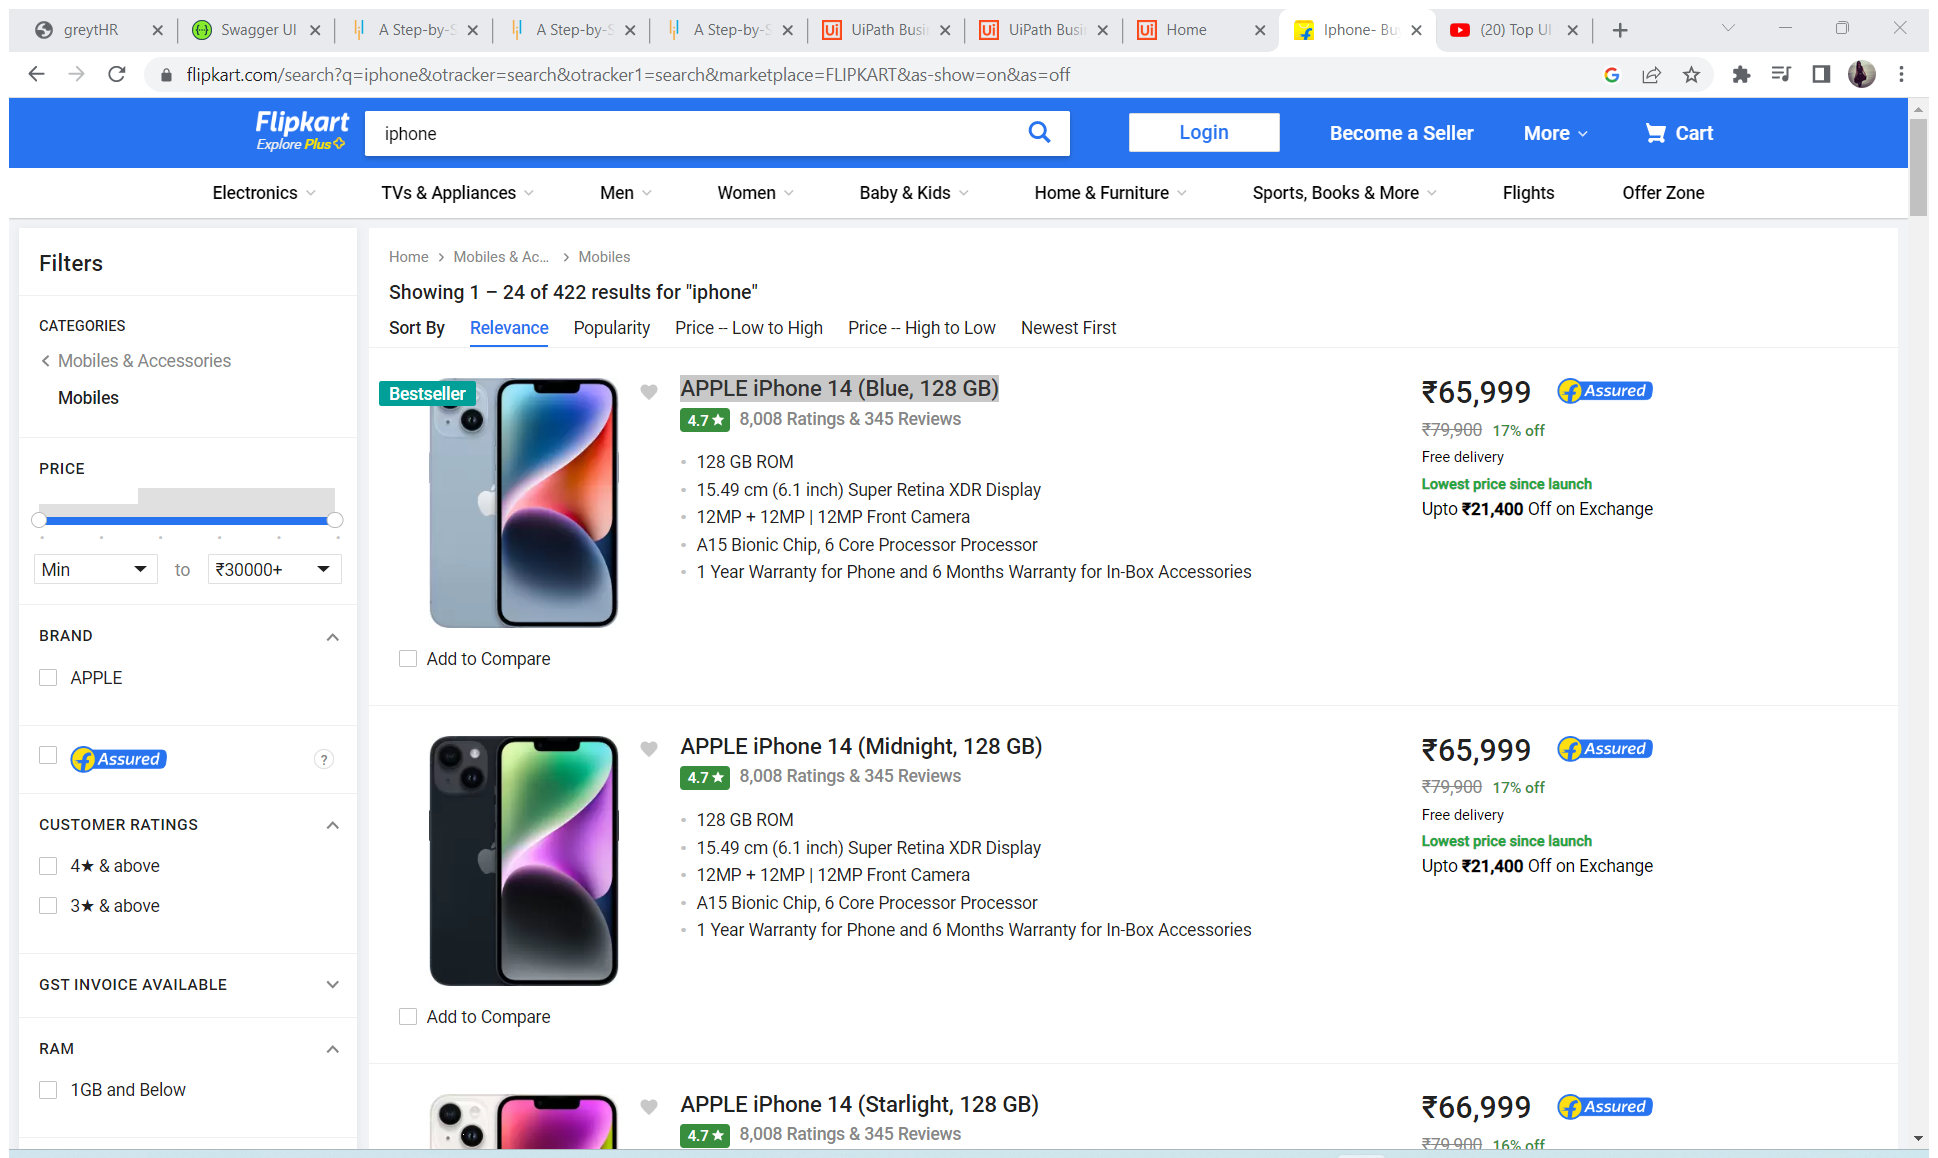 greytHR
Swagger UI
A Step-by-S
A Step-by-S
A Step-by-S
UiPath Busi
UiPath Busi
Home
Iphone- Bu
(20) Top UI
flipkart.com/search?q=iphone&otracker=search&otracker1=search&marketplace=FLIPKART&as-show=on&as=off
Flipkart
Explore Plus
iphone
Login
Become a Seller
More
Cart
Electronics
TVs & Appliances
Men
Women
Baby & Kids
Home & Furniture
Sports, Books & More
Flights
Offer Zone
Filters
CATEGORIES
Mobiles & Accessories
Mobiles
PRICE
Min
to
₹30000+
BRAND
APPLE
Assured
?
CUSTOMER RATINGS
4★ & above
3★ & above
GST INVOICE AVAILABLE
RAM
1GB and Below
Home > Mobiles & Ac... > Mobiles
Showing 1 – 24 of 422 results for "iphone"
Sort By Relevance Popularity Price -- Low to High Price -- High to Low Newest First
Bestseller
APPLE iPhone 14 (Blue, 128 GB)
4.7★ 8,008 Ratings & 345 Reviews
128 GB ROM
15.49 cm (6.1 inch) Super Retina XDR Display
12MP + 12MP | 12MP Front Camera
A15 Bionic Chip, 6 Core Processor Processor
1 Year Warranty for Phone and 6 Months Warranty for In-Box Accessories
₹65,999 Assured
₹79,900 17% off
Free delivery
Lowest price since launch
Upto ₹21,400 Off on Exchange
Add to Compare
APPLE iPhone 14 (Midnight, 128 GB)
4.7★ 8,008 Ratings & 345 Reviews
128 GB ROM
15.49 cm (6.1 inch) Super Retina XDR Display
12MP + 12MP | 12MP Front Camera
A15 Bionic Chip, 6 Core Processor Processor
1 Year Warranty for Phone and 6 Months Warranty for In-Box Accessories
₹65,999 Assured
₹79,900 17% off
Free delivery
Lowest price since launch
Upto ₹21,400 Off on Exchange
Add to Compare
APPLE iPhone 14 (Starlight, 128 GB)
4.7★ 8,008 Ratings & 345 Reviews
₹66,999 Assured
₹79,900 16% off